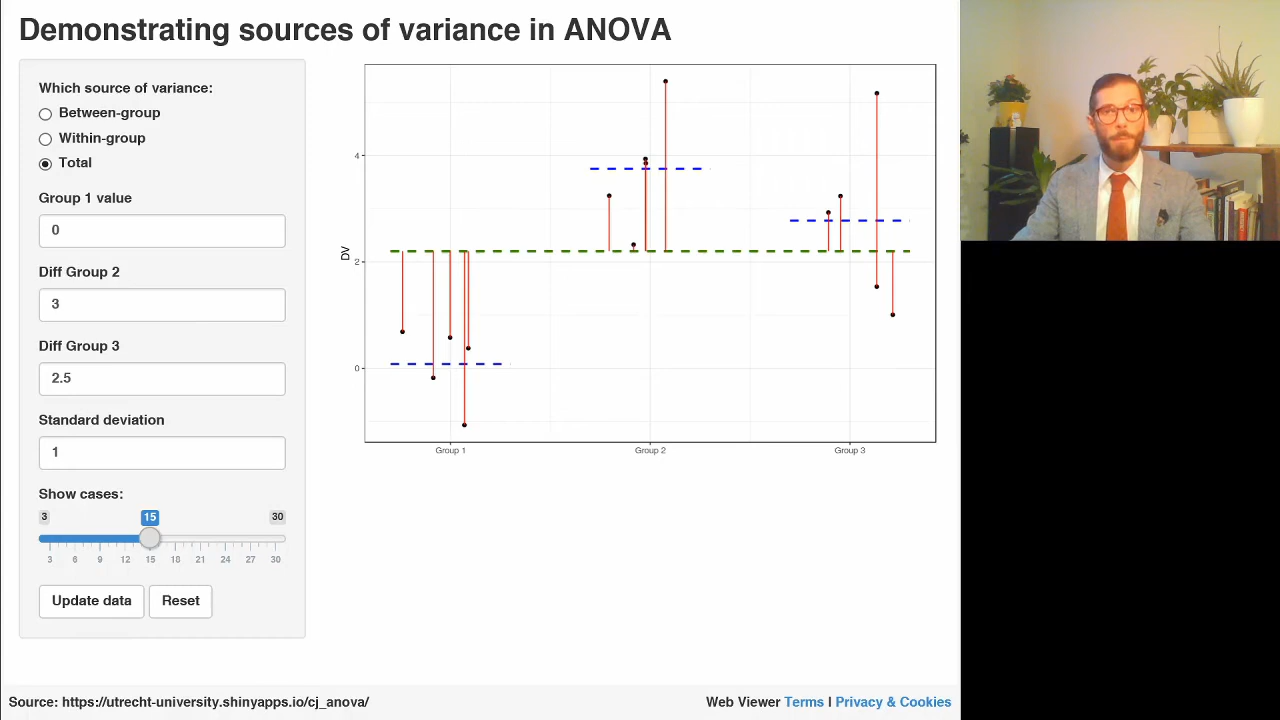 Demonstrating sources of variance in ANOVA
Which source of variance:
Between-group
Within-group
Total
Group 1 value
0
Diff Group 2
3
Diff Group 3
2.5
Standard deviation
1
Show cases:
3 15 30
3 6 9 12 15 18 21 24 27 30
Update data Reset
DV
4
2
0
Group 1 Group 2 Group 3
Source: https://utrecht-university.shinyapps.io/cj_anova/
Web Viewer Terms | Privacy & Cookies